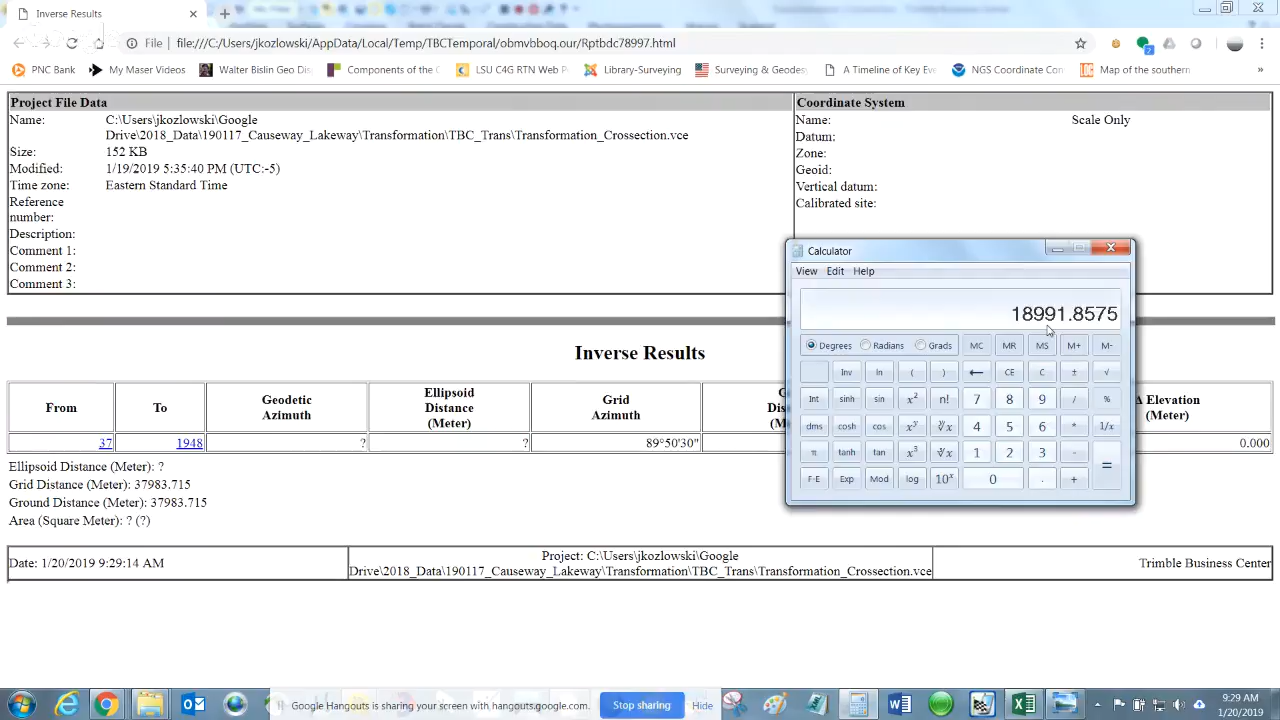 Inverse Results
File | file:///C:/Users/jkozlowski/AppData/Local/Temp/TBCTemporal/obmvbboq.our/Rptbdc78997.html
2
PNC Bank
My Maser Videos
Walter Bislin Geo Dis
Components of the C
LSU C4G RTN Web P
Library-Surveying
Surveying & Geodes
A Timeline of Key Eve
NGS Coordinate Con
Map of the southern
»
Project File Data
Name: C:\Users\jkozlowski\Google
Drive\2018_Data\190117_Causeway_Lakeway\Transformation\TBC_Trans\Transformation_Crossection.vce
Size: 152 KB
Modified: 1/19/2019 5:35:40 PM (UTC:-5)
Time zone: Eastern Standard Time
Reference
number:
Description:
Comment 1:
Comment 2:
Comment 3:
Coordinate System
Name: Scale Only
Datum:
Zone:
Geoid:
Vertical datum:
Calibrated site:
Calculator
View Edit Help
18991.8575
Degrees Radians Grads MC MR MS M+ M-
Inv ln ( ) ← CE C ± √
Int sinh sin x² n! 7 8 9 / %
dms cosh cos xʸ ʸ√x 4 5 6 * 1/x
π tanh tan x³ ³√x 1 2 3 - =
F-E Exp Mod log 10ˣ 0 . +
Inverse Results
From To Geodetic Azimuth Ellipsoid Distance (Meter) Grid Azimuth Δ Elevation (Meter)
37 1948 ? ? 89°50'30" 0.000
Ellipsoid Distance (Meter): ?
Grid Distance (Meter): 37983.715
Ground Distance (Meter): 37983.715
Area (Square Meter): ? (?)
Date: 1/20/2019 9:29:14 AM
Project: C:\Users\jkozlowski\Google
Drive\2018_Data\190117_Causeway_Lakeway\Transformation\TBC_Trans\Transformation_Crossection.vce
Trimble Business Center
Google Hangouts is sharing your screen with hangouts.google.com.
Stop sharing
Hide
9:29 AM
1/20/2019